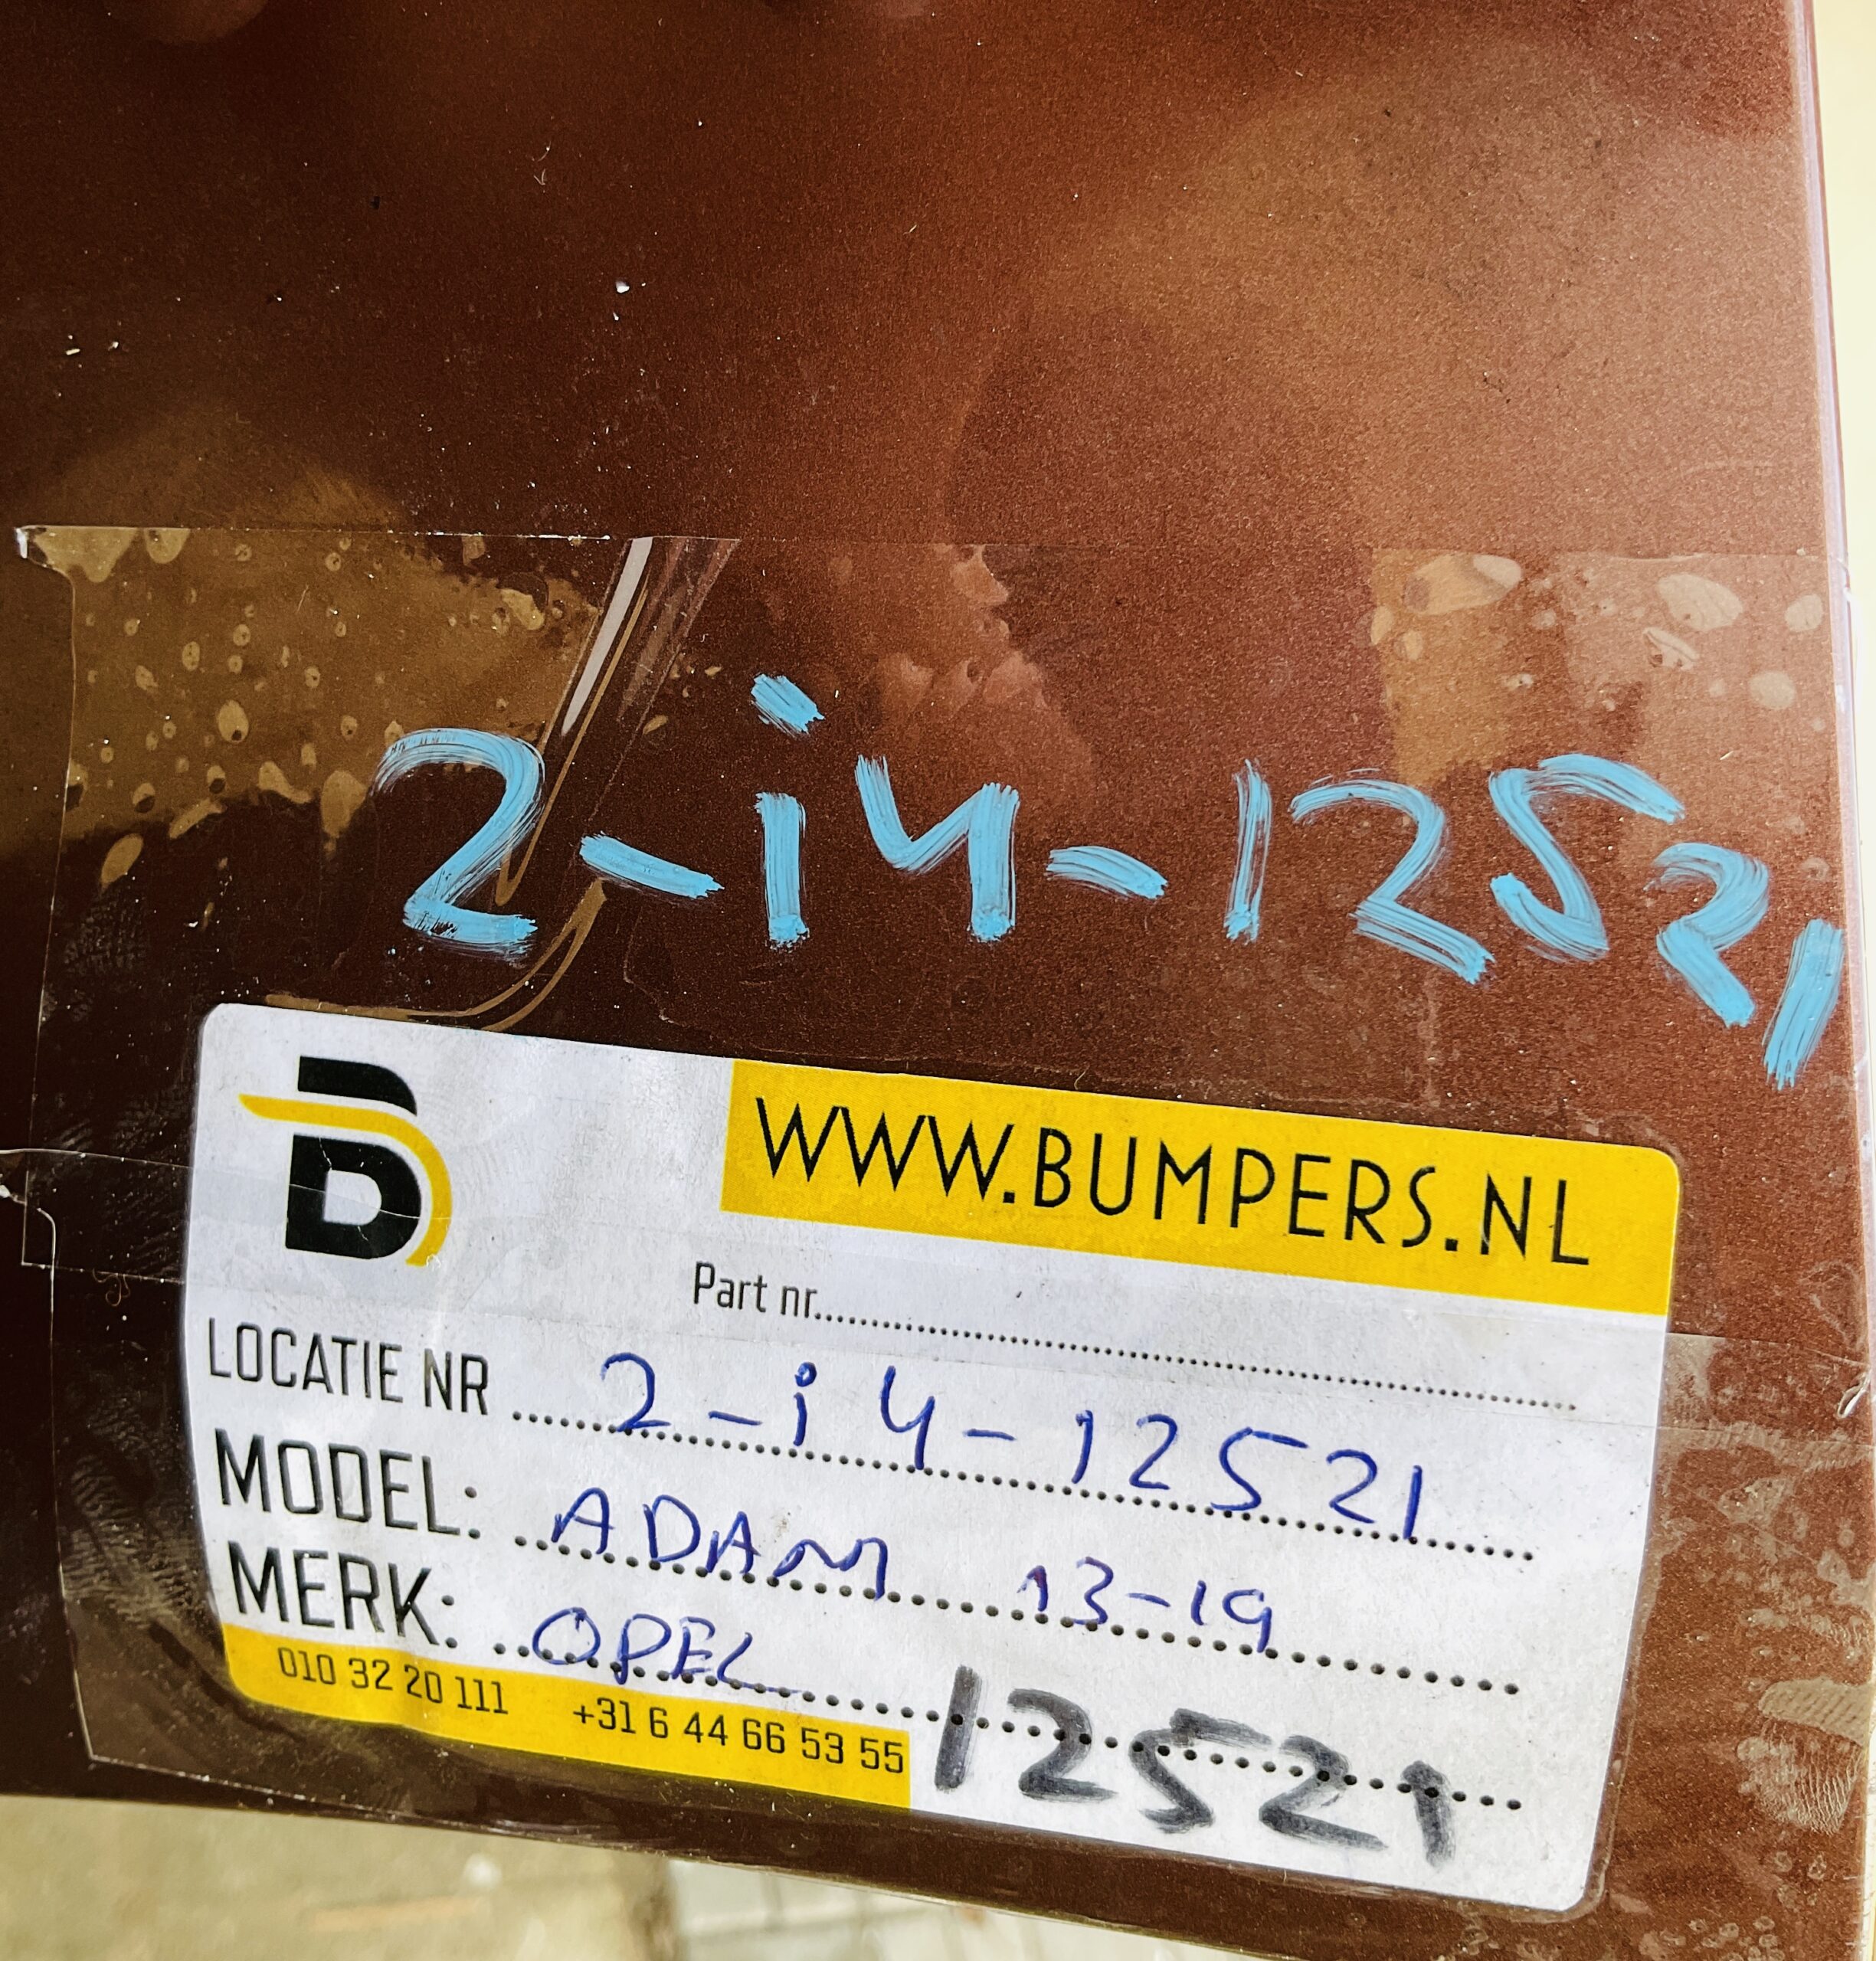 2-i4-12521
B
WWW.BUMPERS.NL
Part nr.
LOCATIE NR 2-i4-12521
MODEL: ADAM 13-19
MERK: OPEL
010 32 20 111 +31 6 44 66 53 55
12521